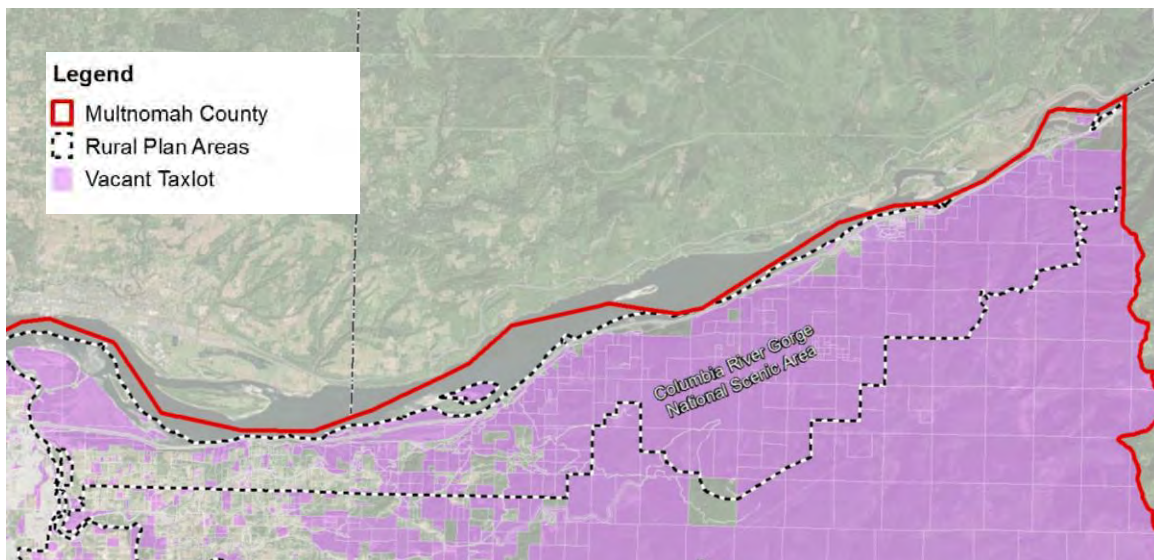 Legend
Multnomah County
Rural Plan Areas
Vacant Taxlot
Columbia River Gorge
National Scenic Area